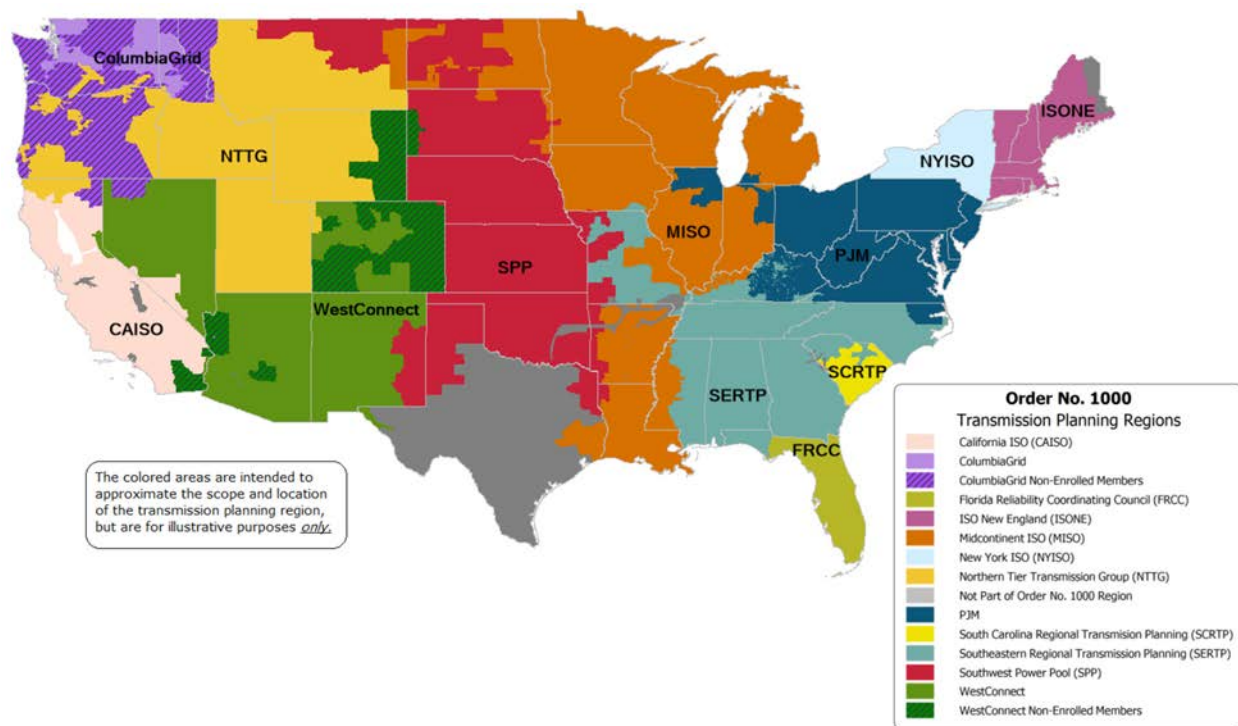 ColumbiaGrid
NTTG
CAISO
WestConnect
SPP
MISO
SERTP
SCRTP
FRCC
PJM
NYISO
ISONE
The colored areas are intended to
approximate the scope and location
of the transmission planning region,
but are for illustrative purposes only.
Order No. 1000
Transmission Planning Regions
California ISO (CAISO)
ColumbiaGrid
ColumbiaGrid Non-Enrolled Members
Florida Reliability Coordinating Council (FRCC)
ISO New England (ISONE)
Midcontinent ISO (MISO)
New York ISO (NYISO)
Northern Tier Transmission Group (NTTG)
Not Part of Order No. 1000 Region
PJM
South Carolina Regional Transmision Planning (SCRTP)
Southeastern Regional Transmission Planning (SERTP)
Southwest Power Pool (SPP)
WestConnect
WestConnect Non-Enrolled Members